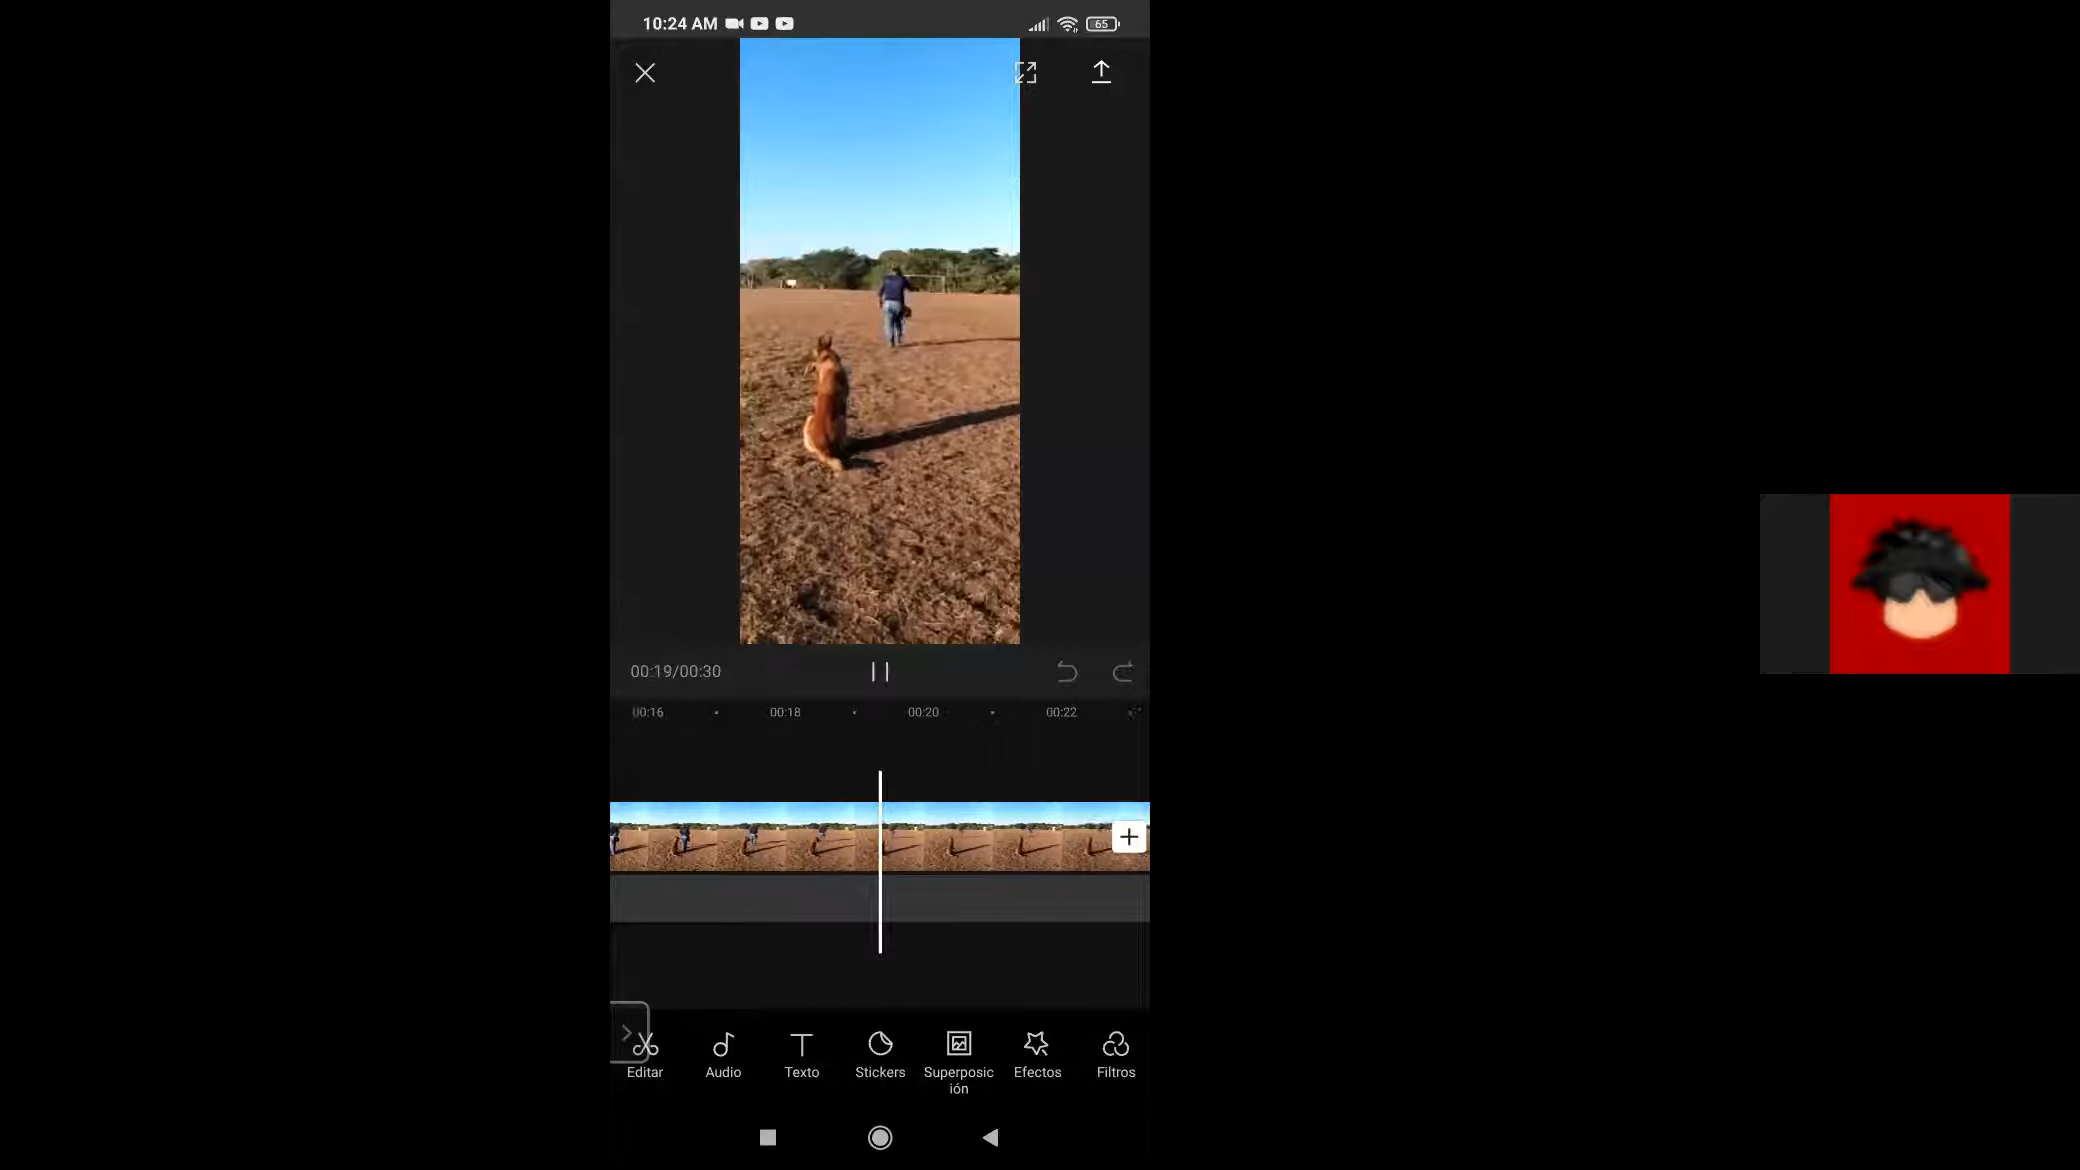 10:24 AM
65
00:19/00:30
00:16 00:18 00:20 00:22
Editar Audio Texto Stickers Superposic Efectos Filtros
ión